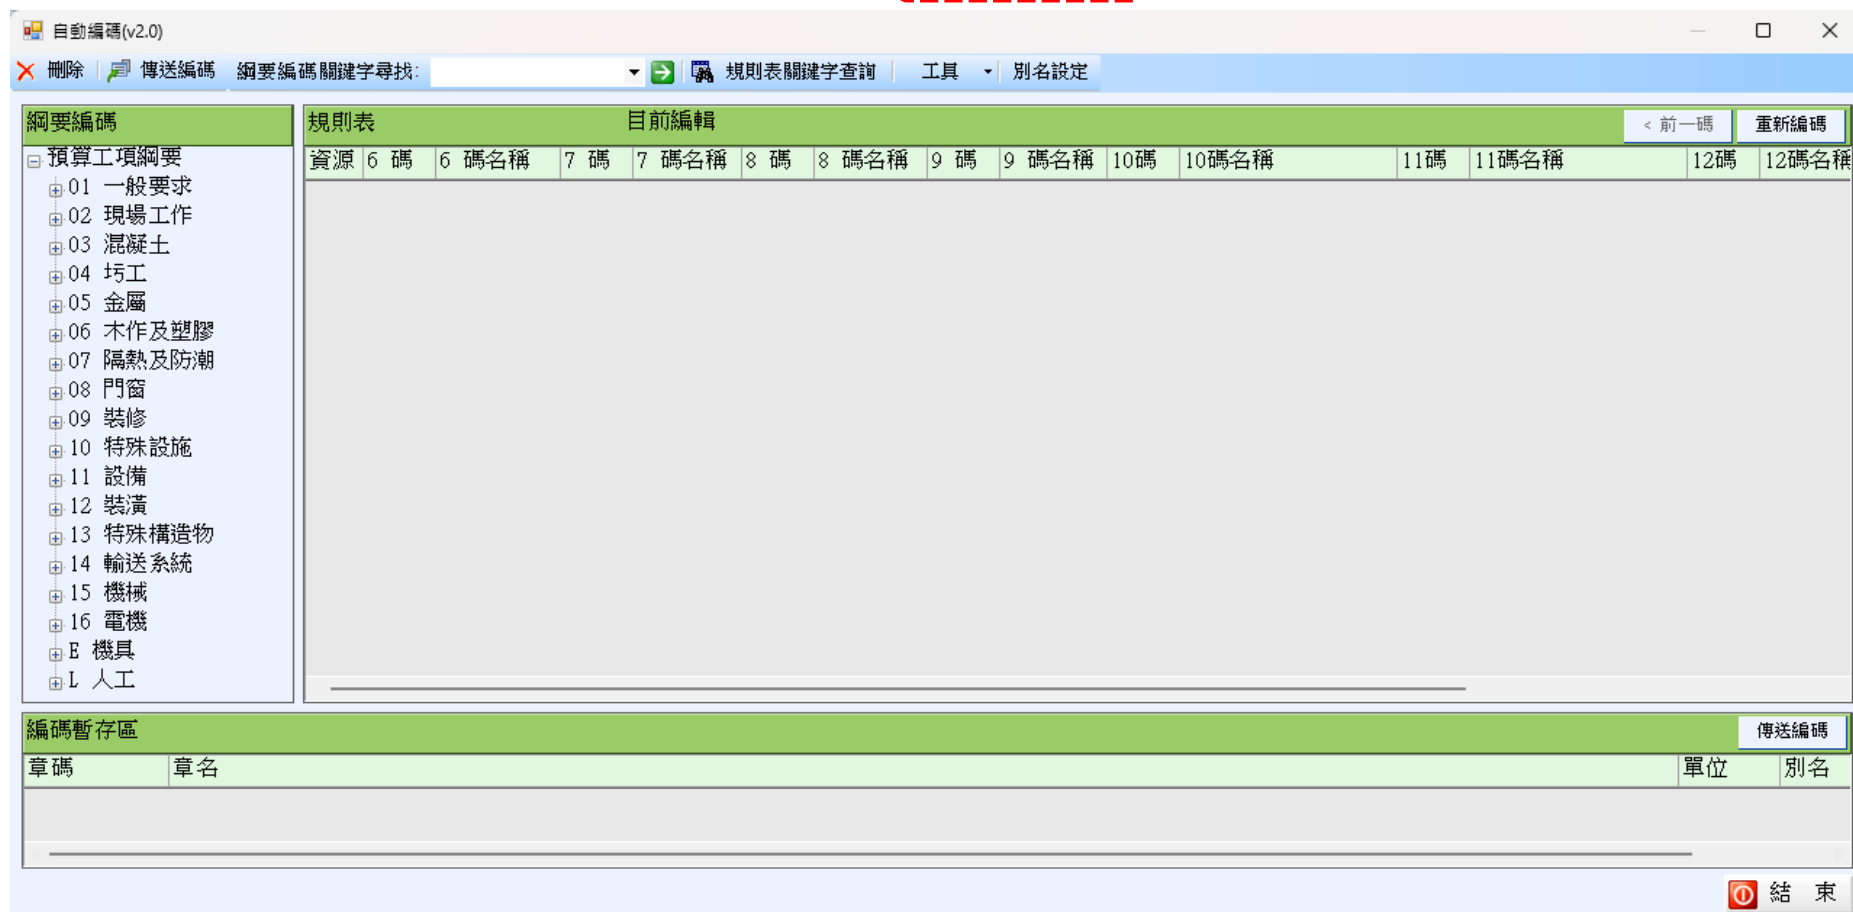 自動編碼(v2.0)
刪除 傳送編碼 綱要編碼關鍵字尋找: 規則表關鍵字查詢 工具 別名設定
綱要編碼
預算工項綱要
01 一般要求
02 現場工作
03 混凝土
04 圬工
05 金屬
06 木作及塑膠
07 隔熱及防潮
08 門窗
09 裝修
10 特殊設施
11 設備
12 裝潢
13 特殊構造物
14 輸送系統
15 機械
16 電機
E 機具
L 人工
規則表 目前編輯 < 前一碼 重新編碼
資源 6 碼 6 碼名稱 7 碼 7 碼名稱 8 碼 8 碼名稱 9 碼 9 碼名稱 10碼 10碼名稱 11碼 11碼名稱 12碼 12碼名稱
編碼暫存區 傳送編碼
章碼 章名 單位 別名
結 束